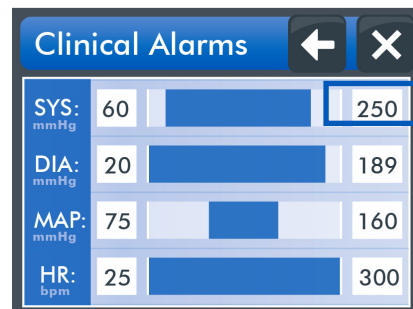 Clinical Alarms
SYS: 60 250
mmHg
DIA: 20 189
mmHg
MAP: 75 160
mmHg
HR: 25 300
bpm